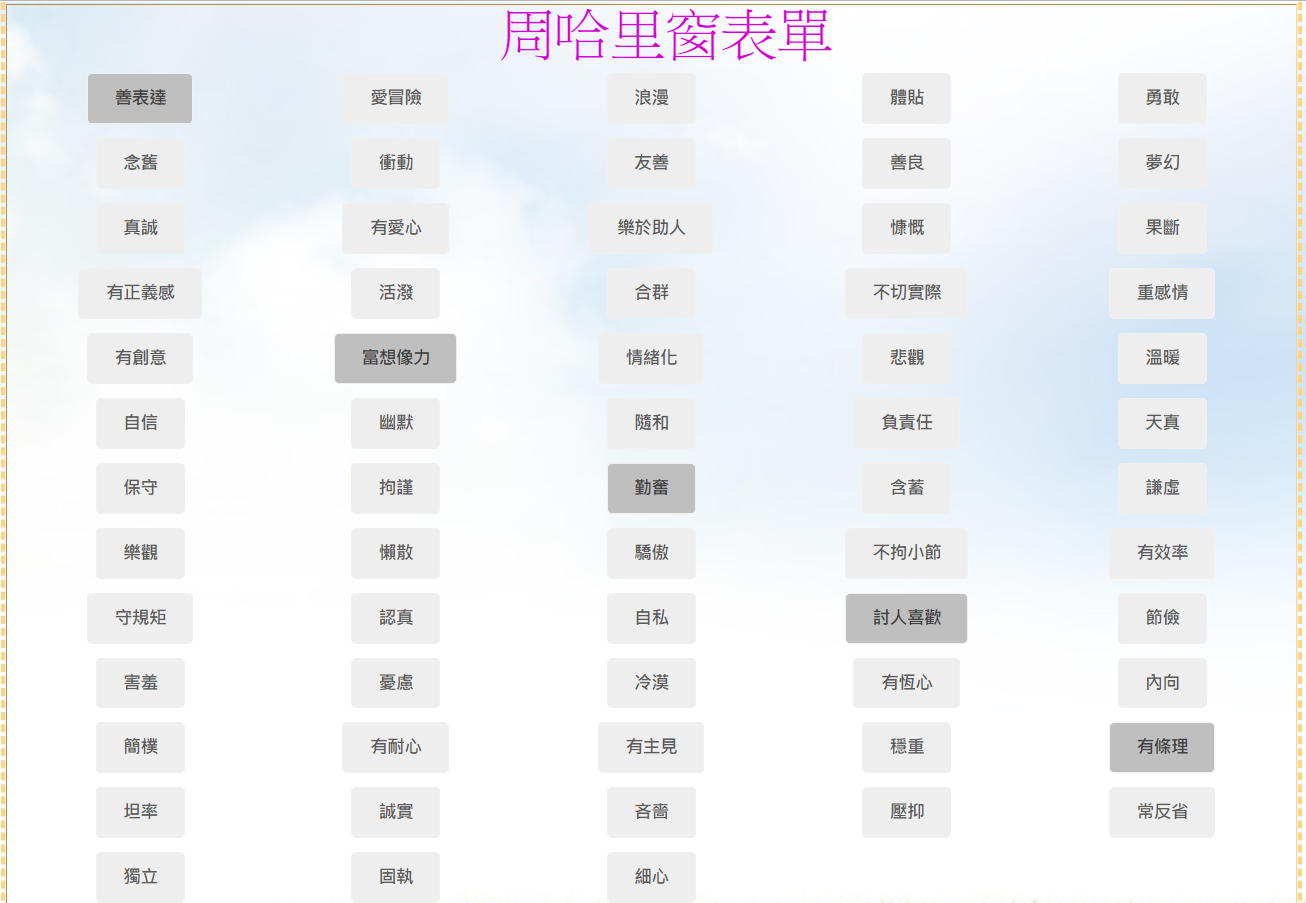 周哈里窗表單
善表達 愛冒險 浪漫 體貼 勇敢
念舊 衝動 友善 善良 夢幻
真誠 有愛心 樂於助人 慷慨 果斷
有正義感 活潑 合群 不切實際 重感情
有創意 富想像力 情緒化 悲觀 溫暖
自信 幽默 隨和 負責任 天真
保守 拘謹 勤奮 含蓄 謙虛
樂觀 懶散 驕傲 不拘小節 有效率
守規矩 認真 自私 討人喜歡 節儉
害羞 憂慮 冷漠 有恆心 內向
簡樸 有耐心 有主見 穩重 有條理
坦率 誠實 吝嗇 壓抑 常反省
獨立 固執 細心